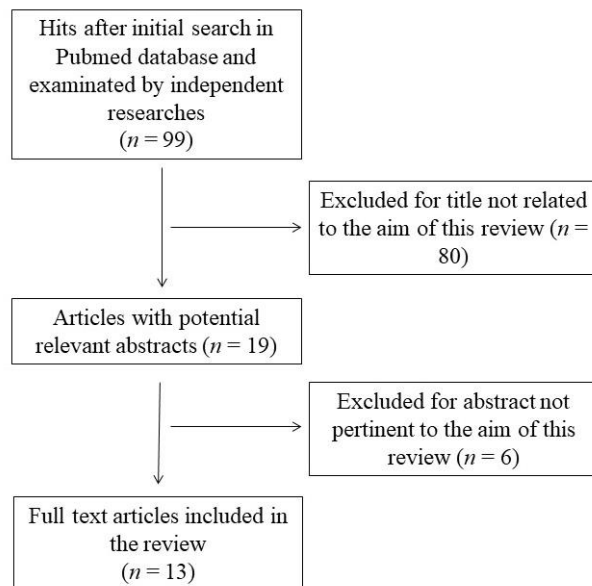 Hits after initial search in
Pubmed database and
examinated by independent
researches
(n = 99)
Excluded for title not related
to the aim of this review (n =
80)
Articles with potential
relevant abstracts (n = 19)
Excluded for abstract not
pertinent to the aim of this
review (n = 6)
Full text articles included in
the review
(n = 13)